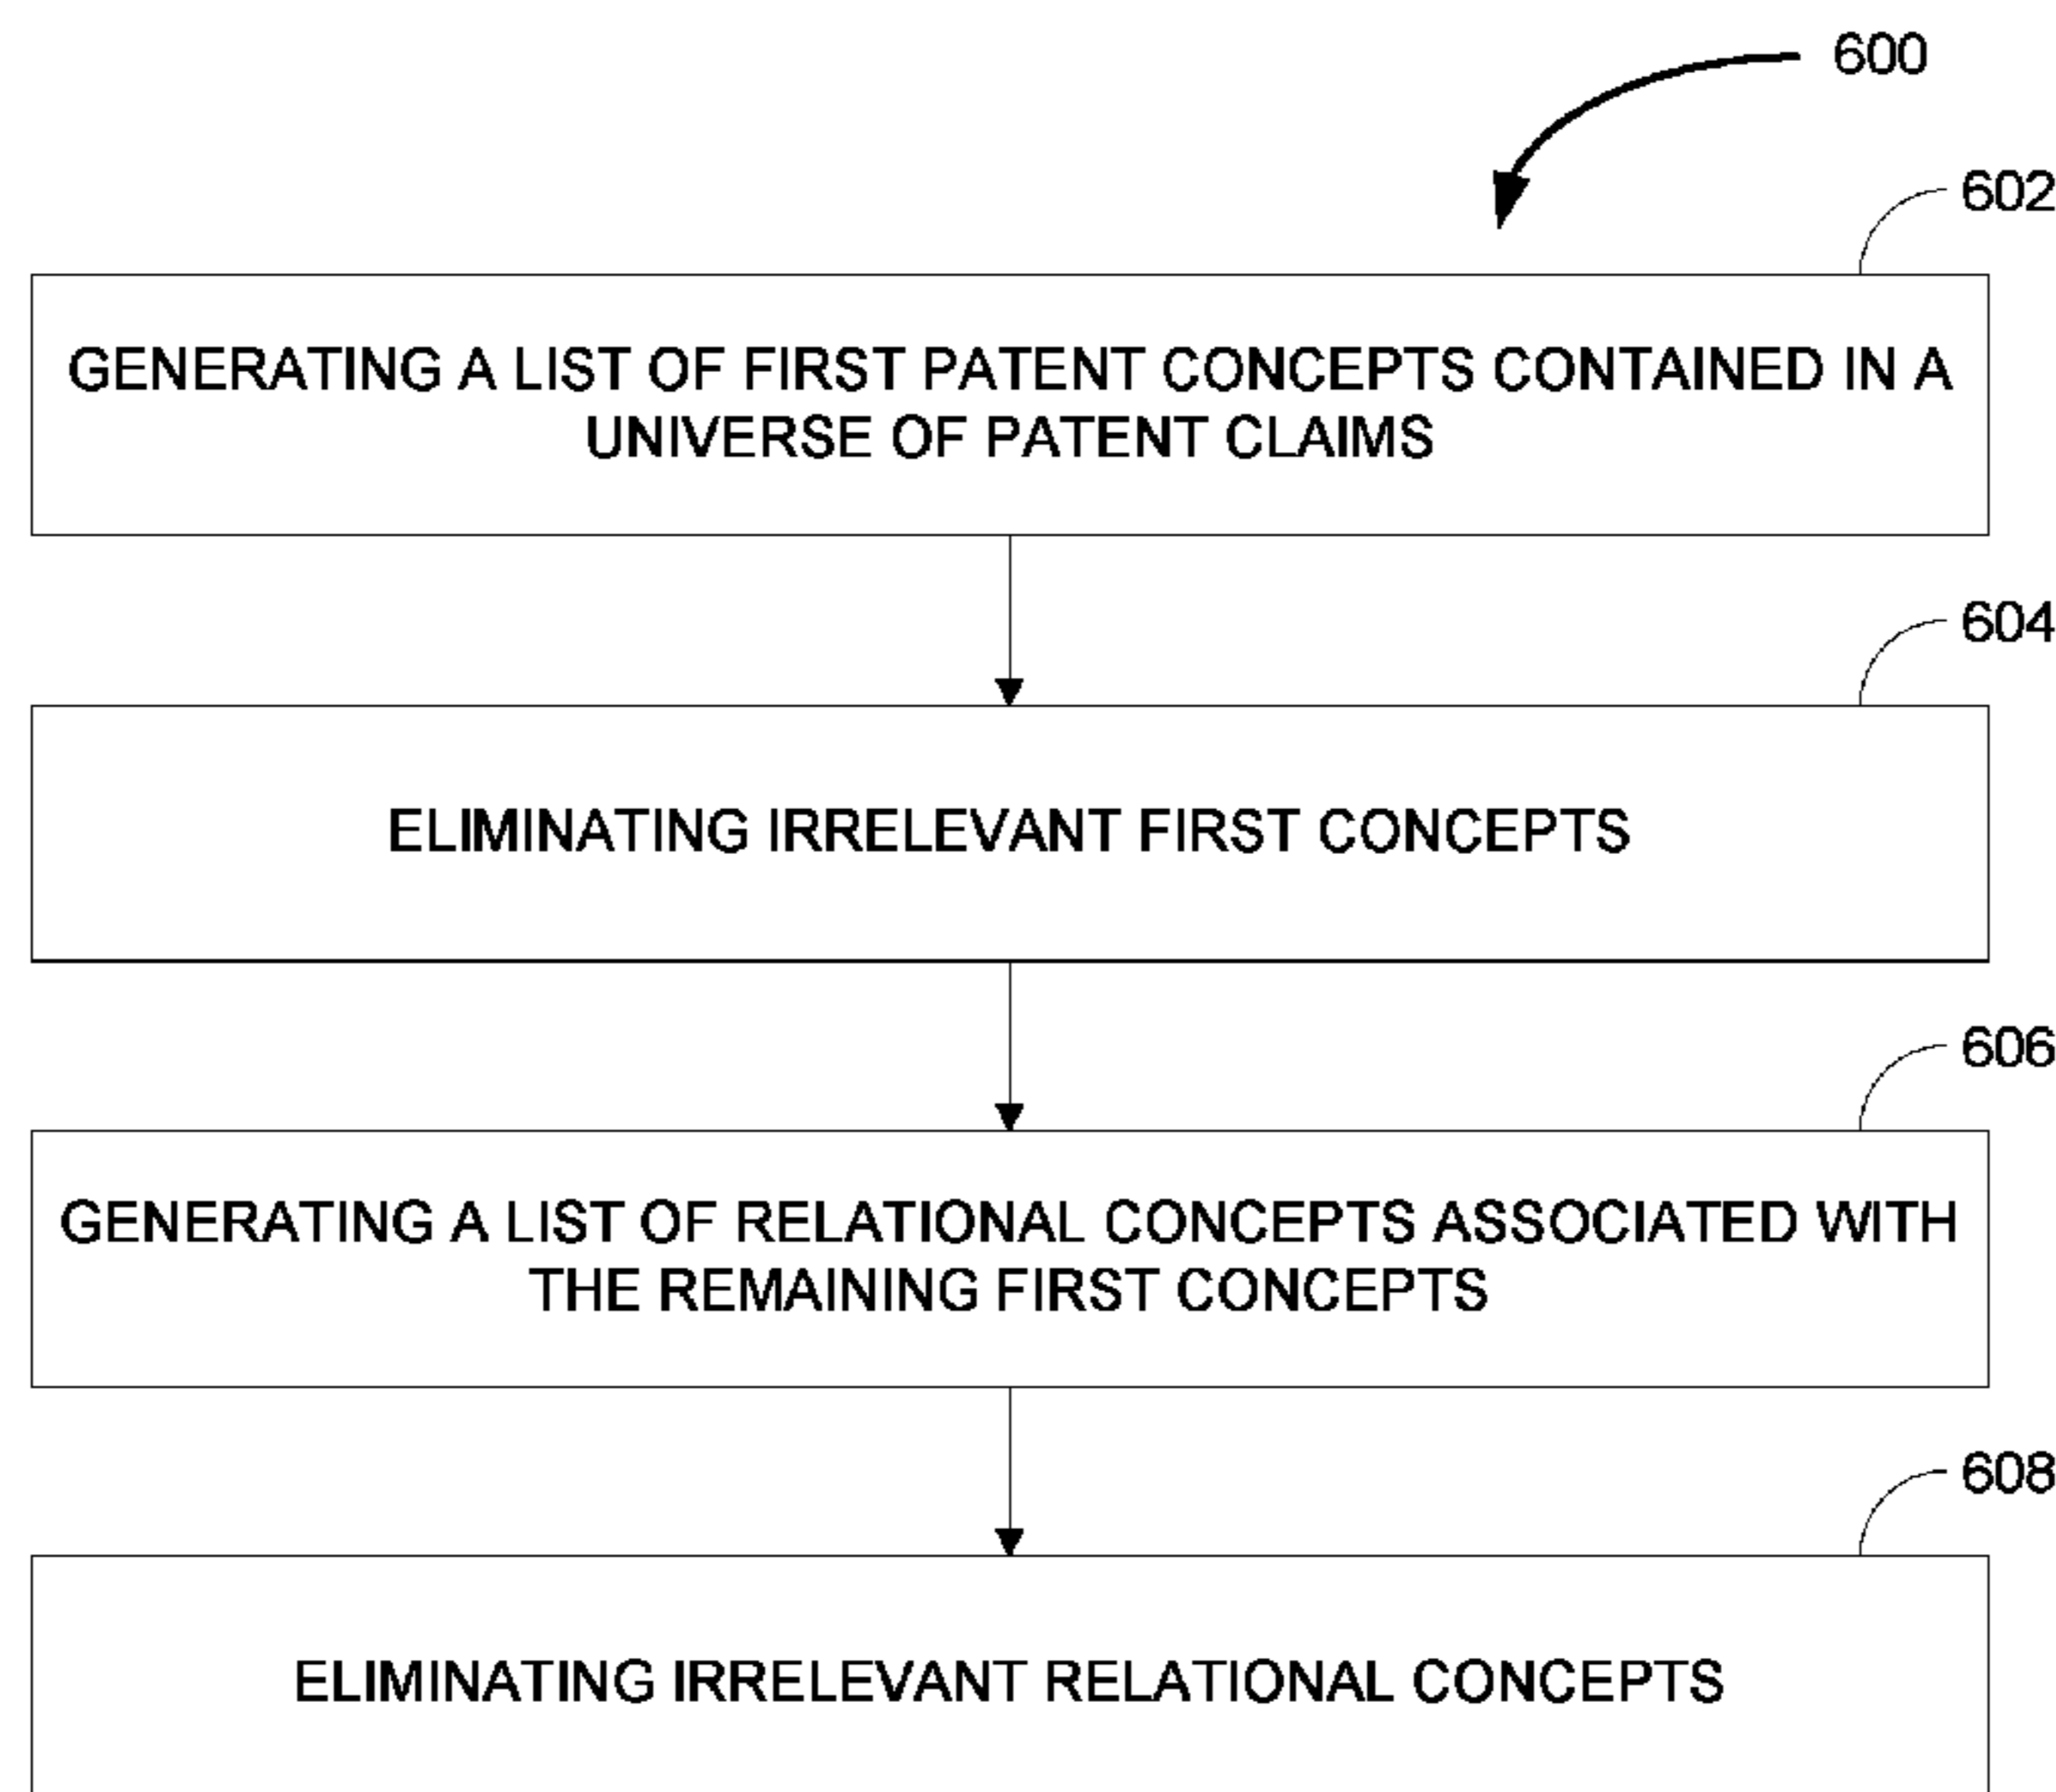 600
602
GENERATING A LIST OF FIRST PATENT CONCEPTS CONTAINED IN A
UNIVERSE OF PATENT CLAIMS
604
ELIMINATING IRRELEVANT FIRST CONCEPTS
606
GENERATING A LIST OF RELATIONAL CONCEPTS ASSOCIATED WITH
THE REMAINING FIRST CONCEPTS
608
ELIMINATING IRRELEVANT RELATIONAL CONCEPTS